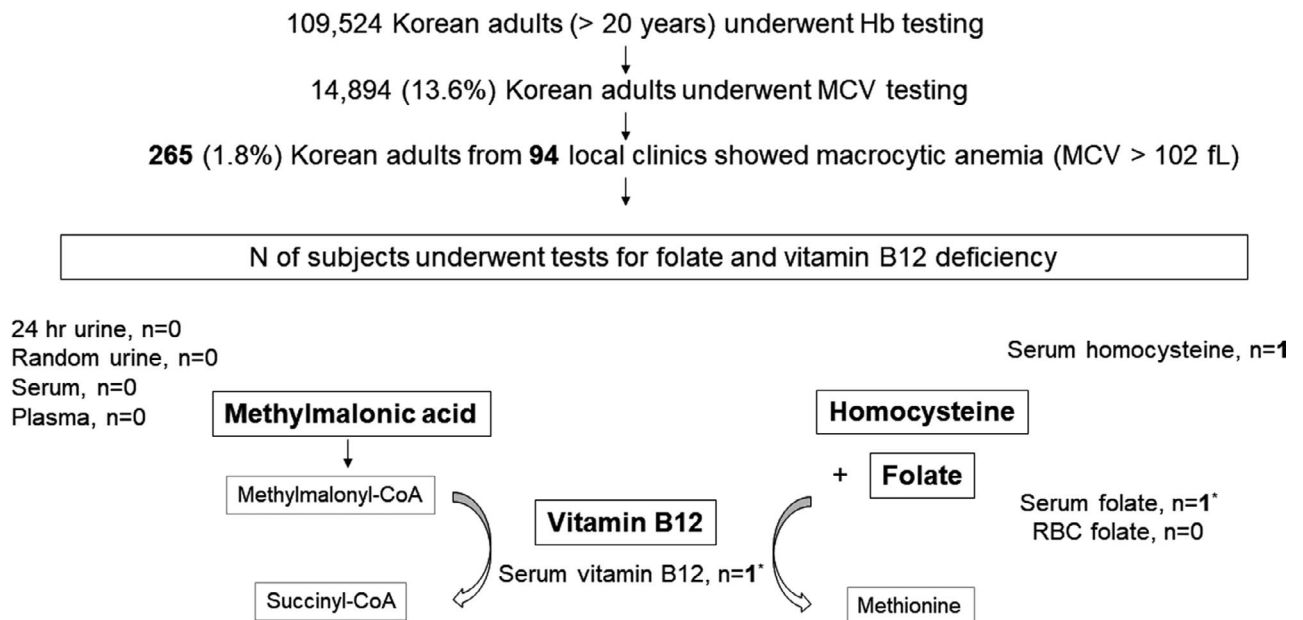 109,524 Korean adults (> 20 years) underwent Hb testing
14,894 (13.6%) Korean adults underwent MCV testing
265 (1.8%) Korean adults from 94 local clinics showed macrocytic anemia (MCV > 102 fL)
N of subjects underwent tests for folate and vitamin B12 deficiency
24 hr urine, n=0
Random urine, n=0
Serum, n=0
Plasma, n=0
Serum homocysteine, n=1
Methylmalonic acid
Homocysteine
Methylmalonyl-CoA
+ Folate
Vitamin B12
Serum folate, n=1*
RBC folate, n=0
Serum vitamin B12, n=1*
Succinyl-CoA
Methionine